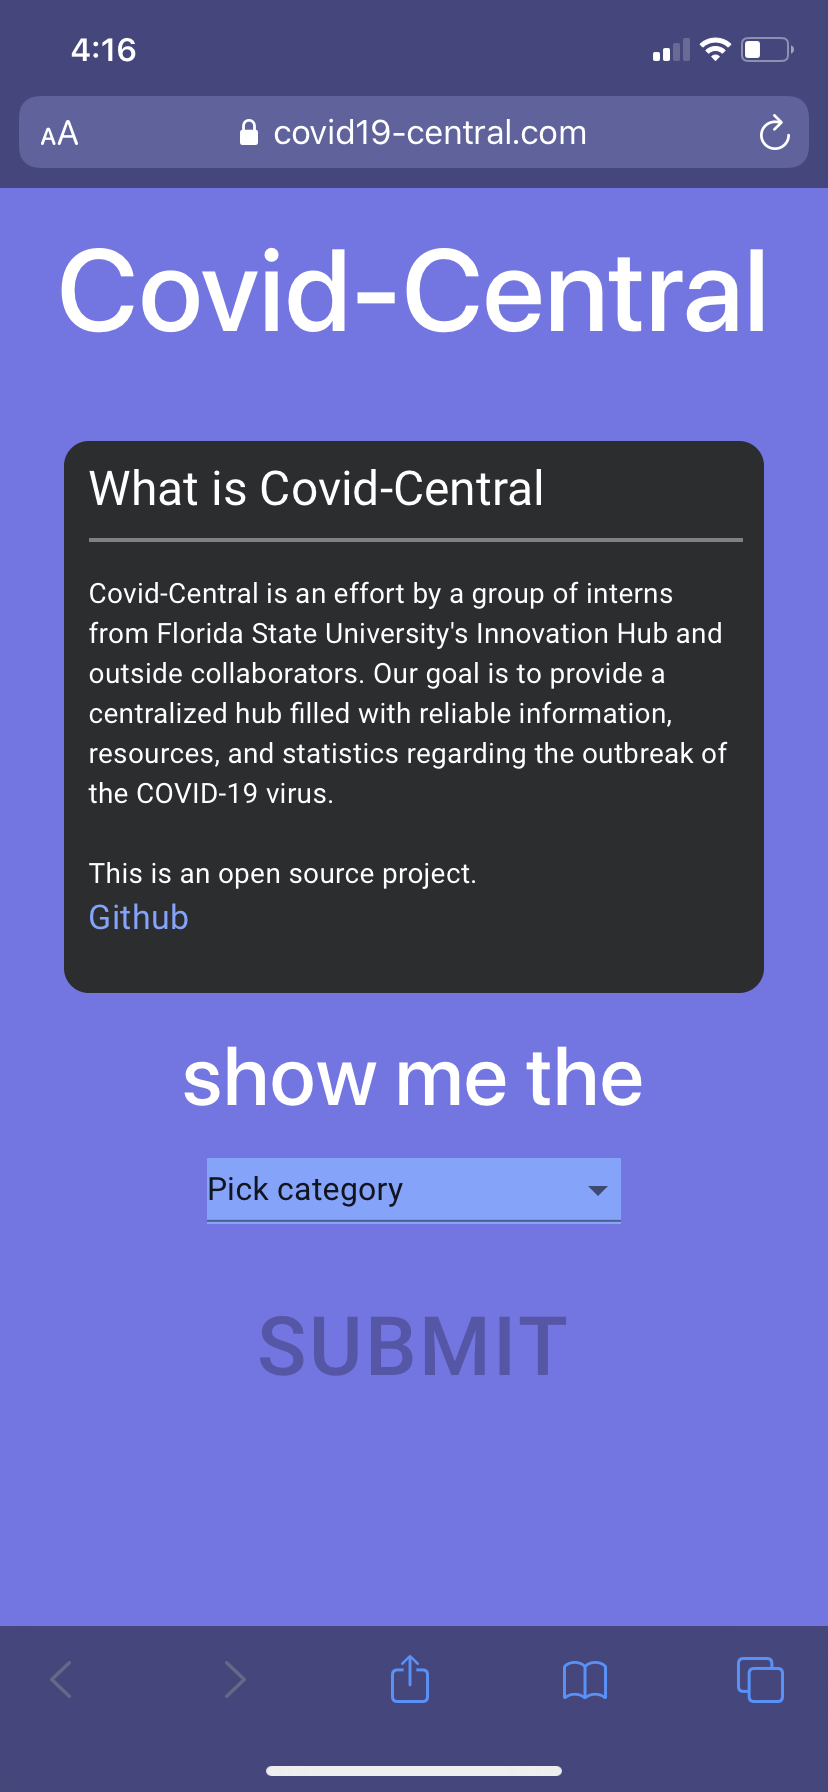 4:16
AA covid19-central.com
Covid-Central
What is Covid-Central
Covid-Central is an effort by a group of interns
from Florida State University's Innovation Hub and
outside collaborators. Our goal is to provide a
centralized hub filled with reliable information,
resources, and statistics regarding the outbreak of
the COVID-19 virus.
This is an open source project.
Github
show me the
Pick category
SUBMIT